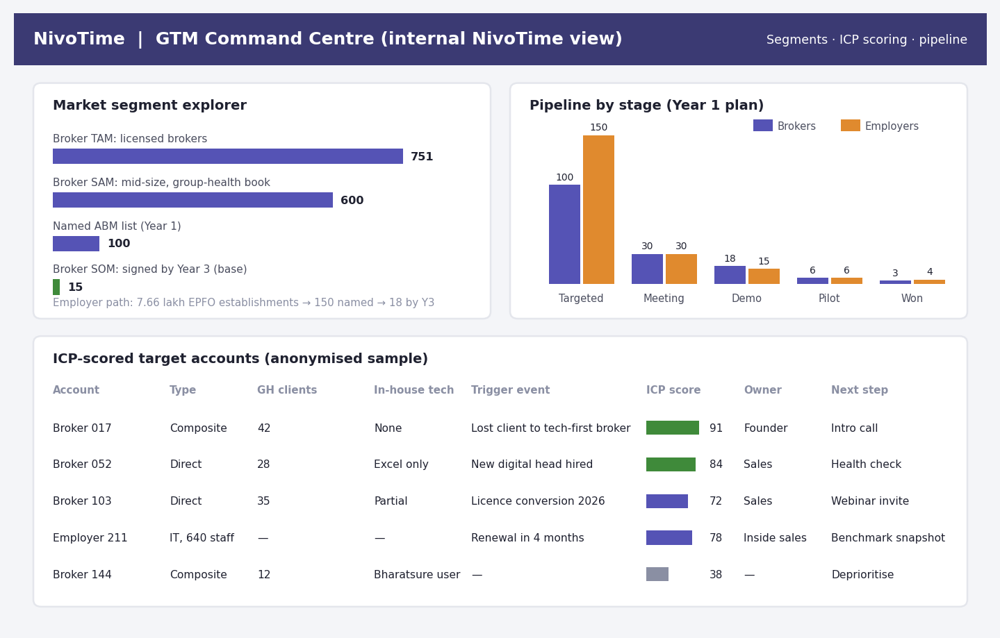 NivoTime | GTM Command Centre (internal NivoTime view)
Segments · ICP scoring · pipeline
Market segment explorer
Broker TAM: licensed brokers
751
Broker SAM: mid-size, group-health book
600
Named ABM list (Year 1)
100
Broker SOM: signed by Year 3 (base)
15
Employer path: 7.66 lakh EPFO establishments → 150 named → 18 by Y3
Pipeline by stage (Year 1 plan)
Brokers Employers
100 150
30 30
18 15
6 6
3 4
Targeted Meeting Demo Pilot Won
ICP-scored target accounts (anonymised sample)
Account Type GH clients In-house tech Trigger event ICP score Owner Next step
Broker 017 Composite 42 None Lost client to tech-first broker 91 Founder Intro call
Broker 052 Direct 28 Excel only New digital head hired 84 Sales Health check
Broker 103 Direct 35 Partial Licence conversion 2026 72 Sales Webinar invite
Employer 211 IT, 640 staff — — Renewal in 4 months 78 Inside sales Benchmark snapshot
Broker 144 Composite 12 Bharatsure user — 38 — Deprioritise